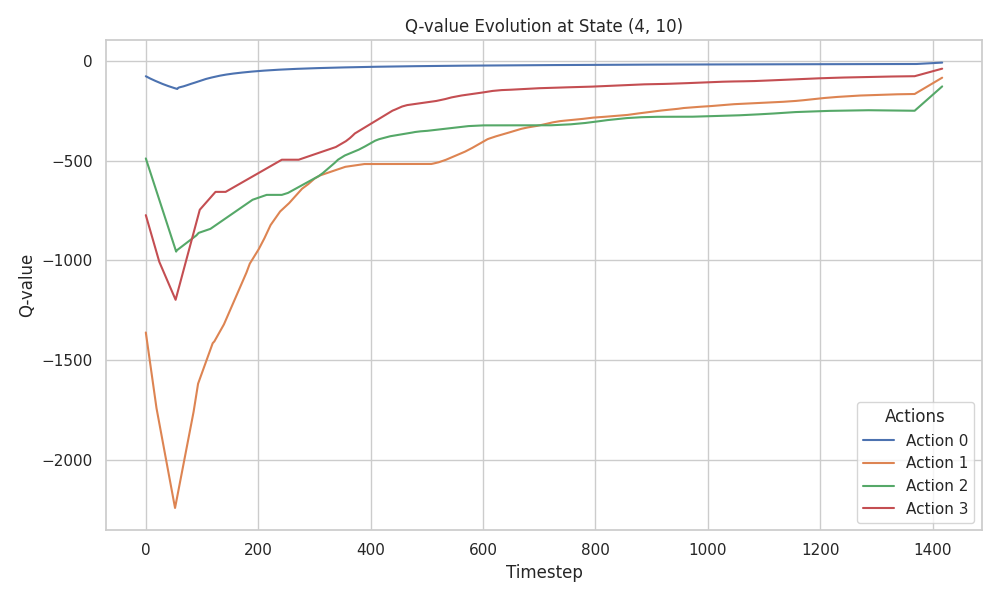 Q-value Evolution at State (4, 10)
0
−500
−1000
−1500
−2000
Q-value
0 200 400 600 800 1000 1200 1400
Timestep
Actions
Action 0
Action 1
Action 2
Action 3